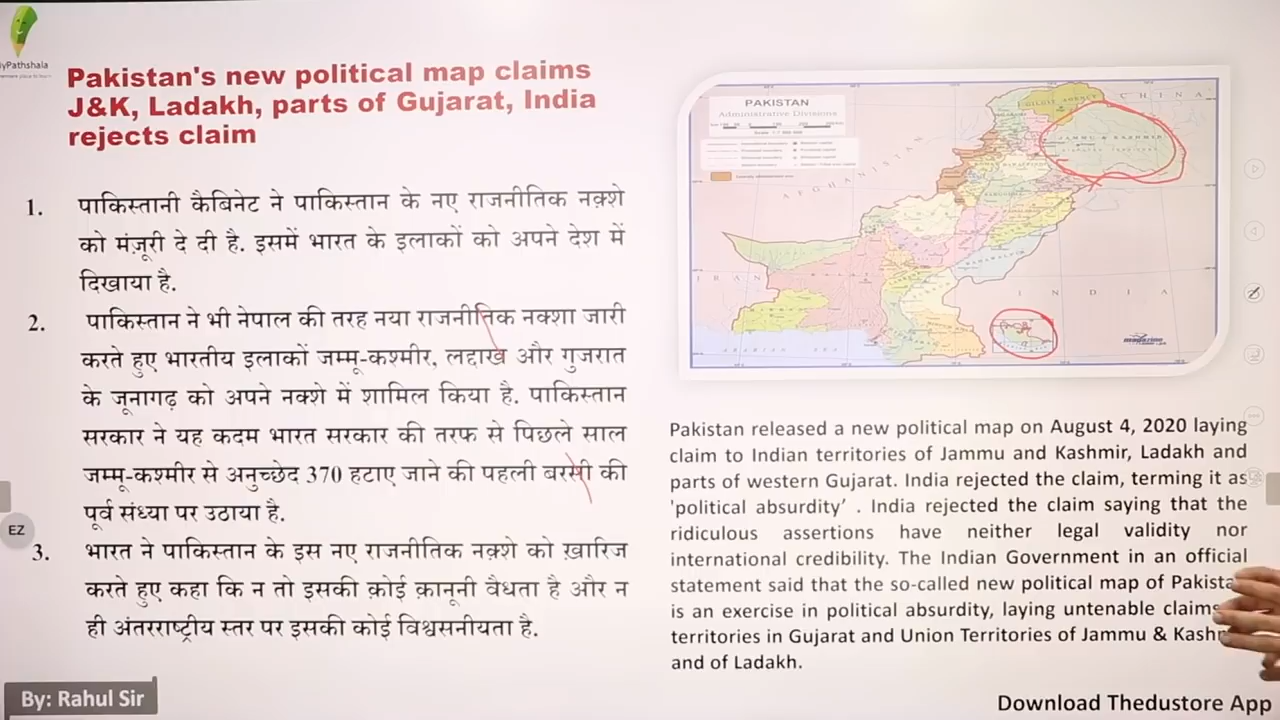 yPathshala
Pakistan's new political map claims
J&K, Ladakh, parts of Gujarat, India
rejects claim
1. पाकिस्तानी कैबिनेट ने पाकिस्तान के नए राजनीतिक नक़्शे
को मंज़ूरी दे दी है. इसमें भारत के इलाकों को अपने देश में
दिखाया है.
2. पाकिस्तान ने भी नेपाल की तरह नया राजनीतिक नक्शा जारी
करते हुए भारतीय इलाकों जम्मू-कश्मीर, लद्दाख और गुजरात
के जूनागढ़ को अपने नक्शे में शामिल किया है. पाकिस्तान
सरकार ने यह कदम भारत सरकार की तरफ से पिछले साल
जम्मू-कश्मीर से अनुच्छेद 370 हटाए जाने की पहली बरसी की
पूर्व संध्या पर उठाया है.
3. भारत ने पाकिस्तान के इस नए राजनीतिक नक़्शे को ख़ारिज
करते हुए कहा कि न तो इसकी क़ोई क़ानूनी वैधता है और न
ही अंतरराष्ट्रीय स्तर पर इसकी कोई विश्वसनीयता है.
EZ
By: Rahul Sir
PAKISTAN
Administrative Divisions
CHINA
GILGIT AGENCY
JAMMU & KASHMIR
AFGHANISTAN
IRAN
INDIA
ARABIAN SEA
magazine
Pakistan released a new political map on August 4, 2020 laying
claim to Indian territories of Jammu and Kashmir, Ladakh and
parts of western Gujarat. India rejected the claim, terming it as
'political absurdity' . India rejected the claim saying that the
ridiculous assertions have neither legal validity nor
international credibility. The Indian Government in an official
statement said that the so-called new political map of Pakista
is an exercise in political absurdity, laying untenable claims
territories in Gujarat and Union Territories of Jammu & Kashr
and of Ladakh.
Download Thedustore App